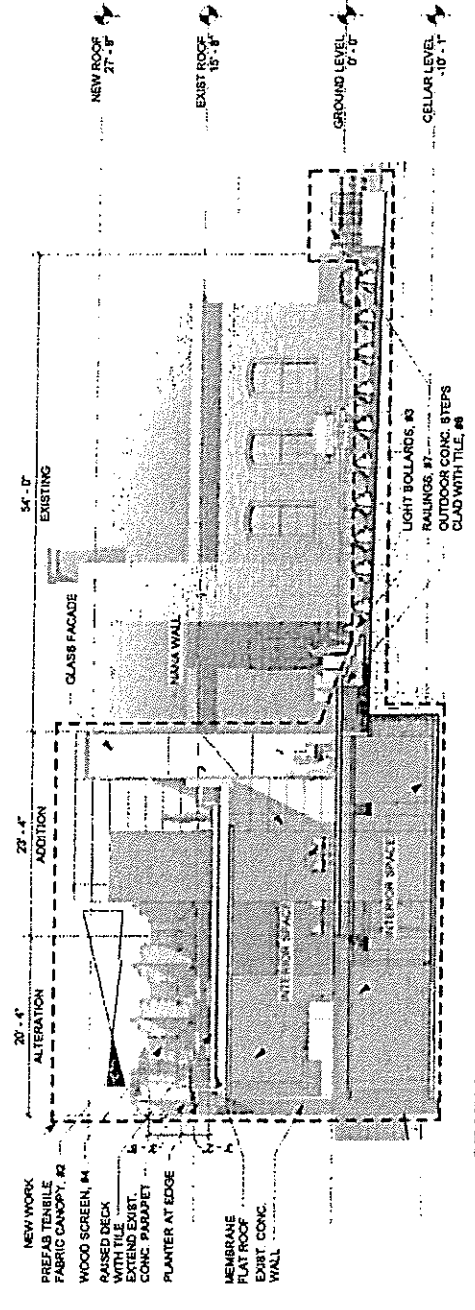 NEW WORK
PREFAB TENSILE
FABRIC CANOPY, #2
WOOD SCREEN, #4
RAISED DECK
WITH TILE
EXTEND EXIST.
CONC. PARAPET
PLANTER AT EDGE
MEMBRANE
FLAT ROOF
EXIST. CONC.
WALL
20' - 4"
ALTERATION
23' - 4"
ADDITION
54' - 0"
EXISTING
GLASS FACADE
NANA WALL
INTERIOR SPACE
INTERIOR SPACE
LIGHT BOLLARDS, #3
RAILINGS, #7
OUTDOOR CONC. STEPS
CLAD WITH TILE, #6
NEW ROOF
27' - 8"
EXIST ROOF
15' - 8"
GROUND LEVEL
0' - 0"
CELLAR LEVEL
-10' - 1"